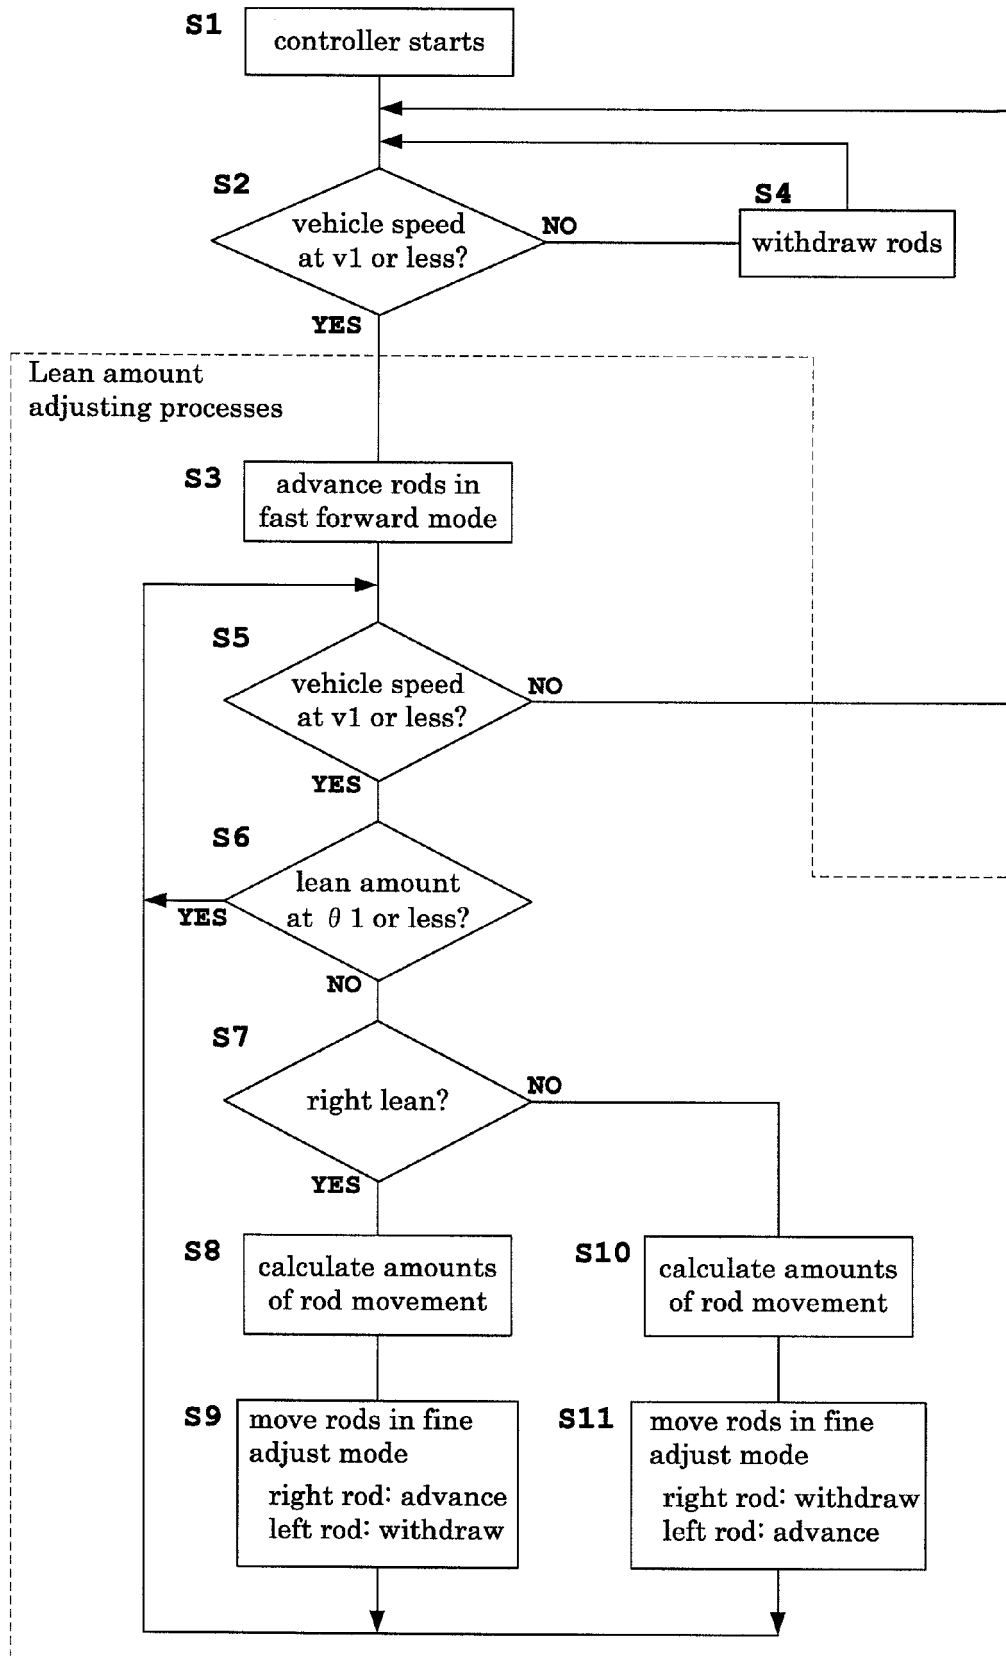 S1
controller starts
S2
vehicle speed
at v1 or less?
NO
S4
withdraw rods
YES
Lean amount
adjusting processes
S3
advance rods in
fast forward mode
S5
vehicle speed
at v1 or less?
NO
YES
S6
lean amount
at θ 1 or less?
YES
NO
S7
right lean?
NO
YES
S8
calculate amounts
of rod movement
S10
calculate amounts
of rod movement
S9
move rods in fine
adjust mode
right rod: advance
left rod: withdraw
S11
move rods in fine
adjust mode
right rod: withdraw
left rod: advance